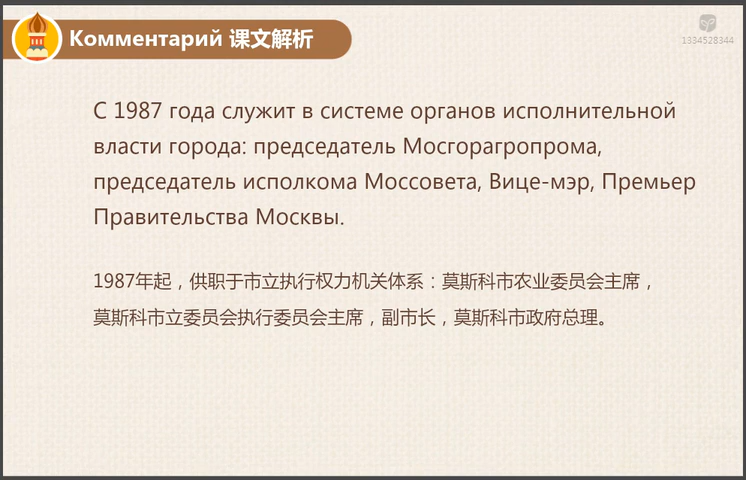 Комментарий 课文解析
1334528344
С 1987 года служит в системе органов исполнительной
власти города: председатель Мосгорагропрома,
председатель исполкома Моссовета, Вице-мэр, Премьер
Правительства Москвы.
1987年起，供职于市立执行权力机关体系：莫斯科市农业委员会主席，
莫斯科市立委员会执行委员会主席，副市长，莫斯科市政府总理。